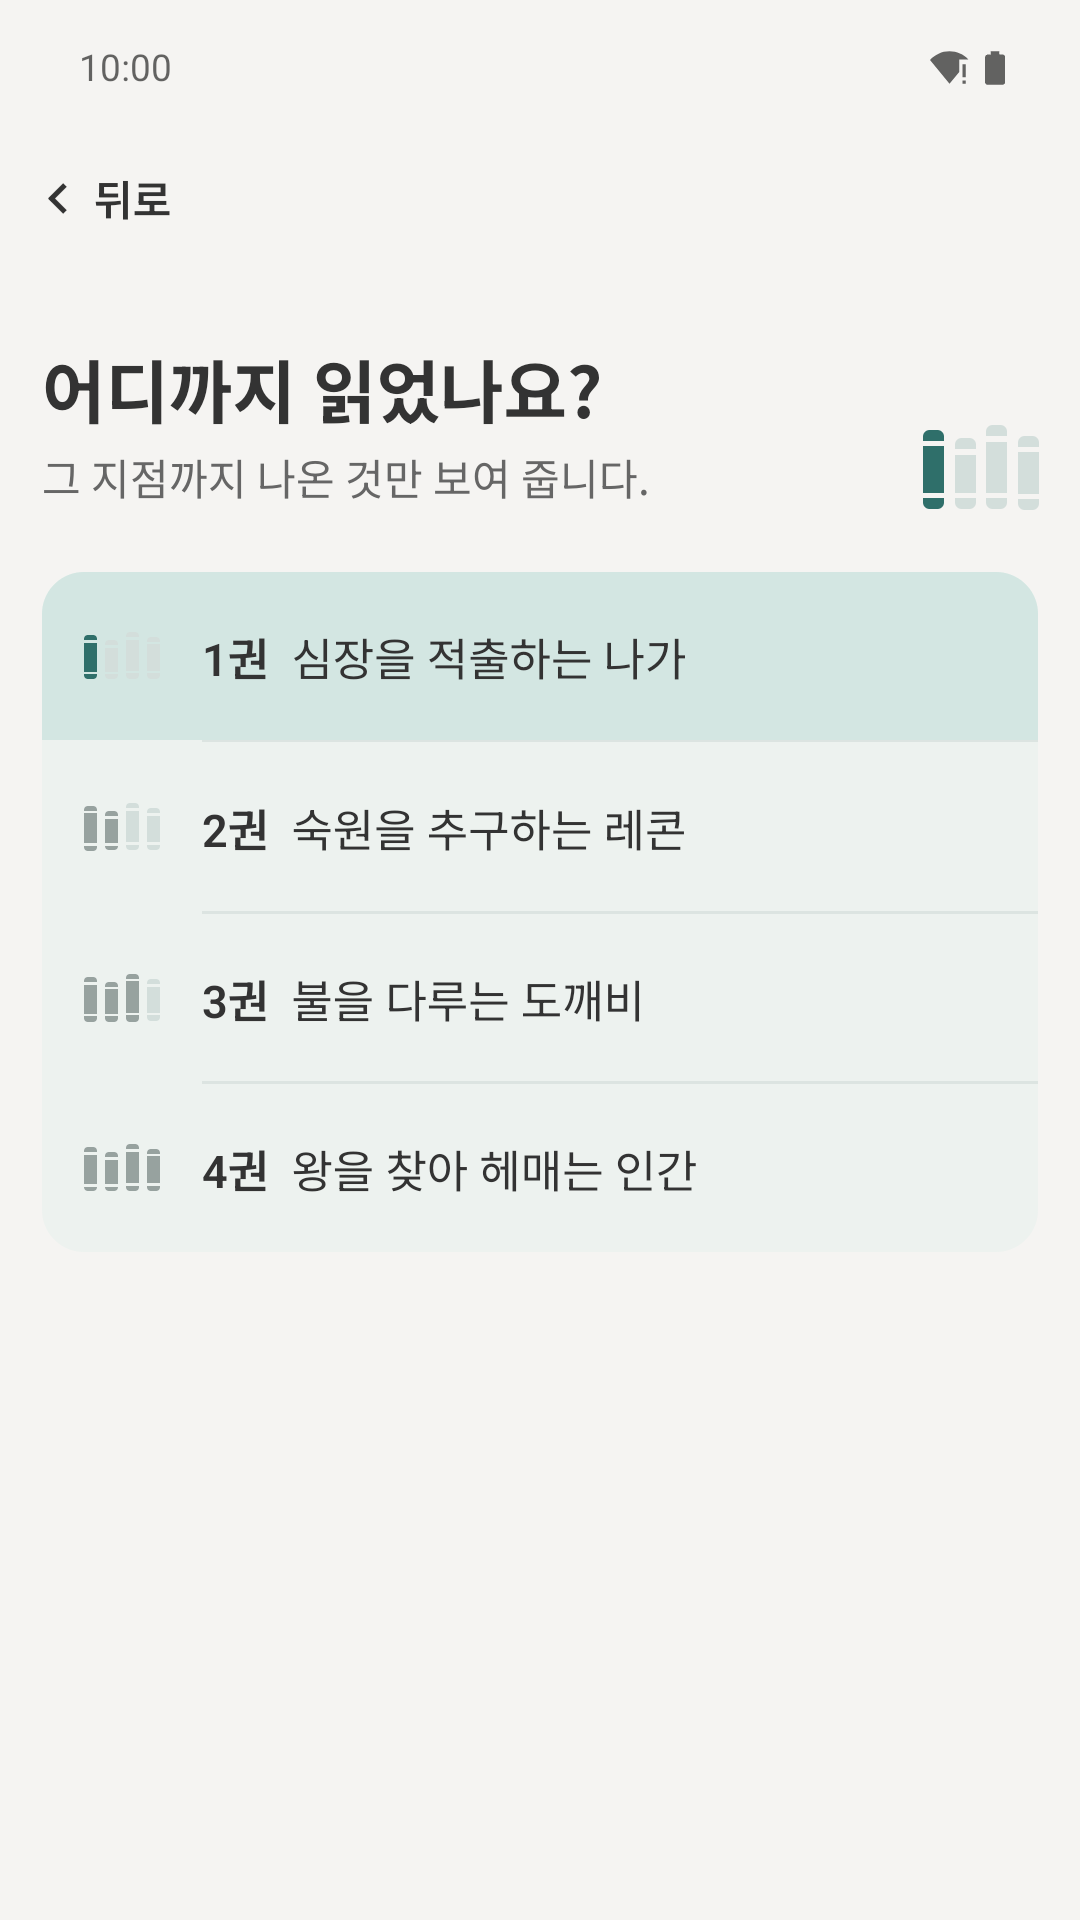 10:00
뒤로
어디까지 읽었나요?
그 지점까지 나온 것만 보여 줍니다.
1권 심장을 적출하는 나가
2권 숙원을 추구하는 레콘
3권 불을 다루는 도깨비
4권 왕을 찾아 헤매는 인간